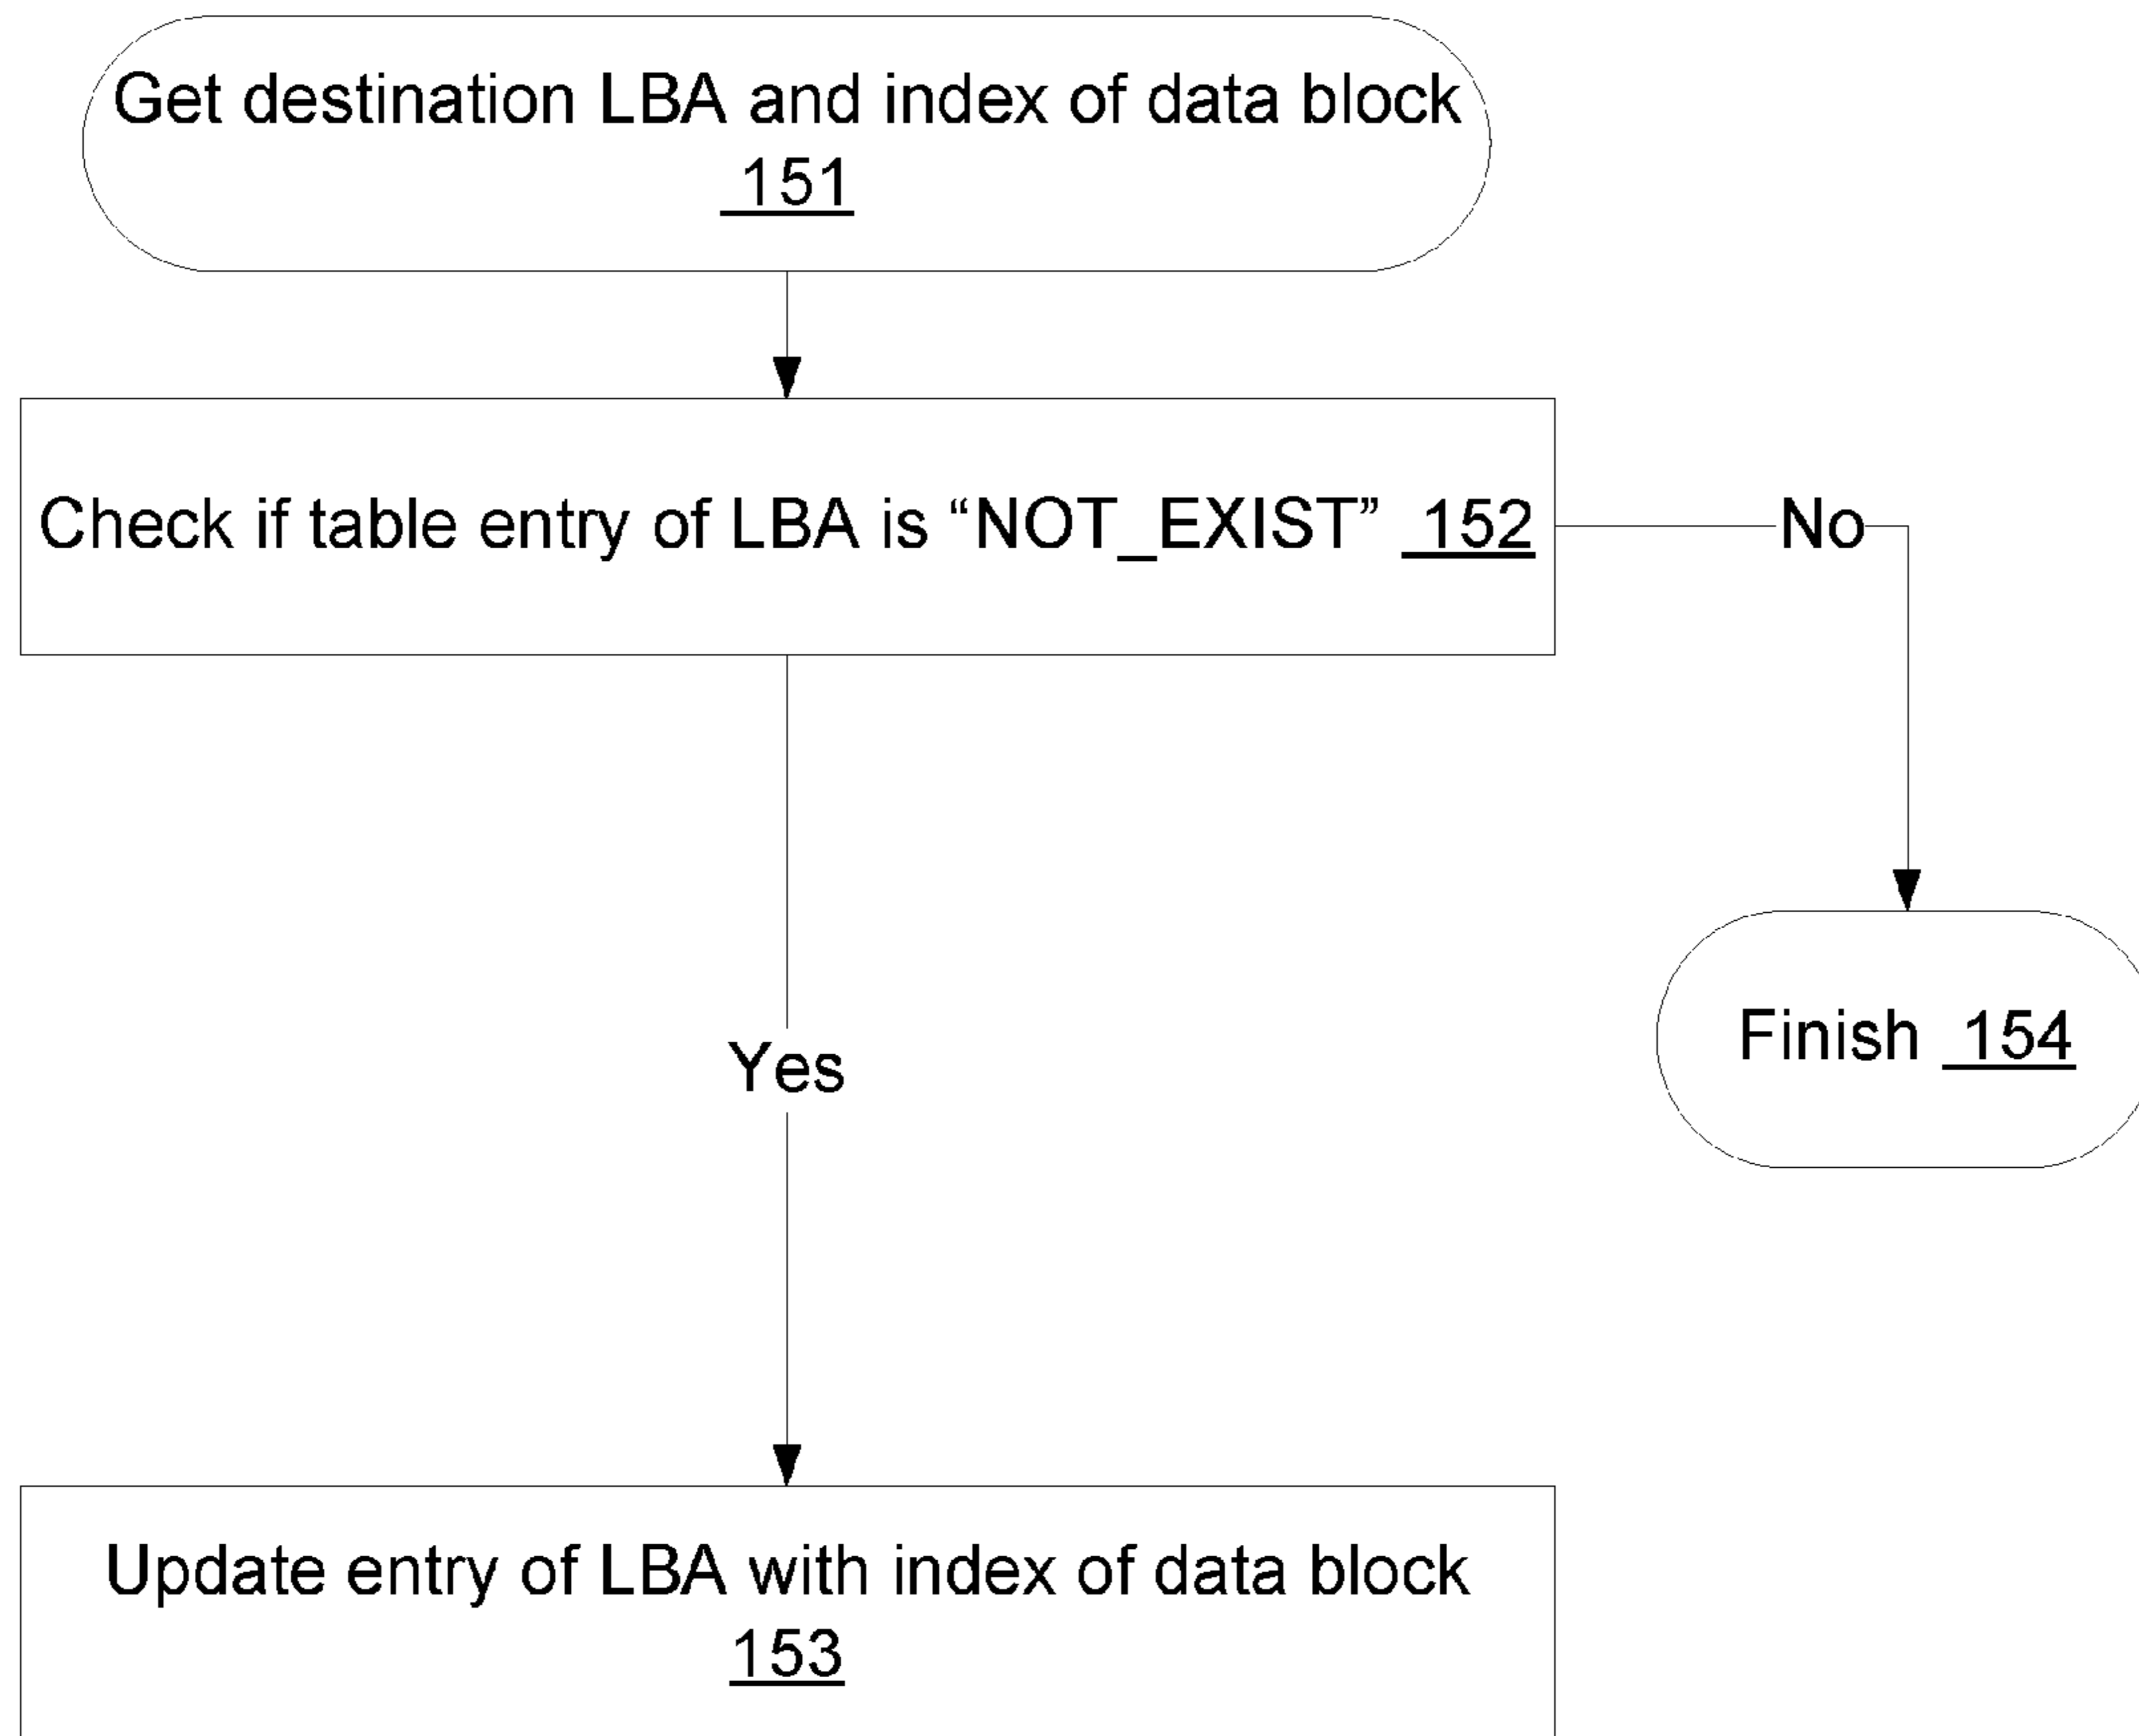 Get destination LBA and index of data block
151
Check if table entry of LBA is “NOT_EXIST” 152
No
Finish 154
Yes
Update entry of LBA with index of data block
153